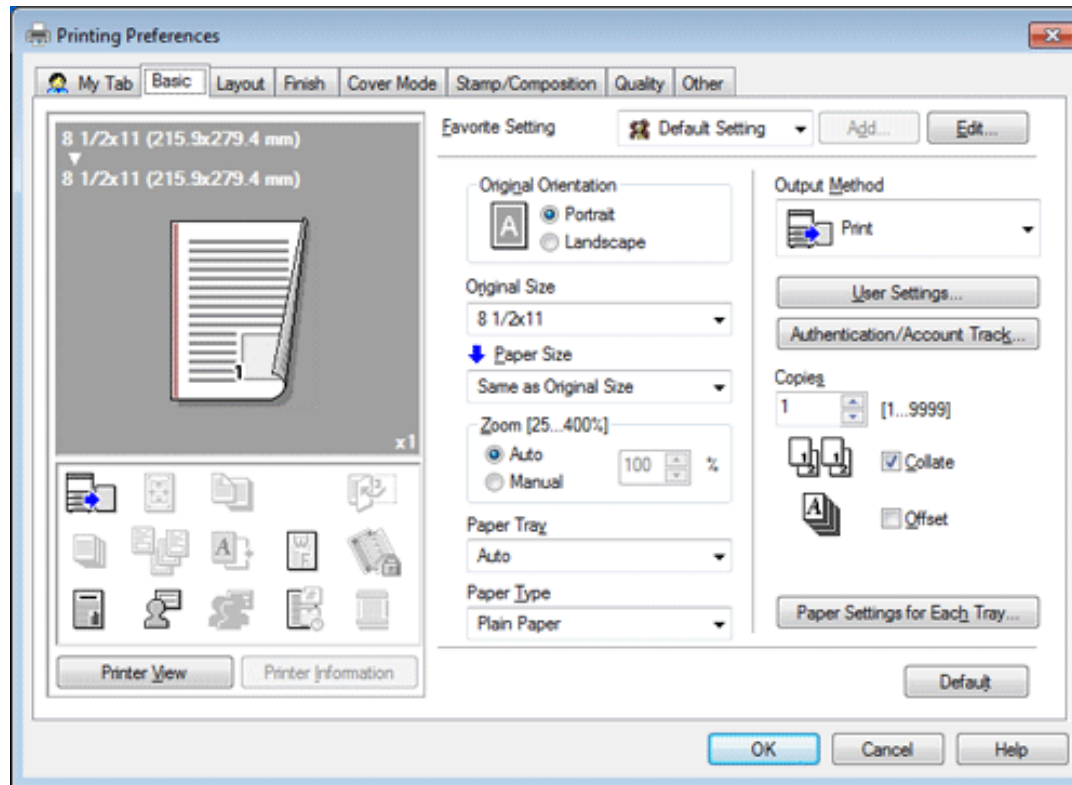 Printing Preferences
My Tab Basic Layout Finish Cover Mode Stamp/Composition Quality Other
8 1/2x11 (215.9x279.4 mm)
8 1/2x11 (215.9x279.4 mm)
1
x1
Printer View Printer Information
Favorite Setting Default Setting Add... Edit...
Original Orientation
A
Portrait
Landscape
Original Size
8 1/2x11
Paper Size
Same as Original Size
Zoom [25...400%]
Auto
Manual
100 %
Paper Tray
Auto
Paper Type
Plain Paper
Output Method
Print
User Settings...
Authentication/Account Track...
Copies
1 [1...9999]
Collate
Offset
Paper Settings for Each Tray...
Default
OK Cancel Help